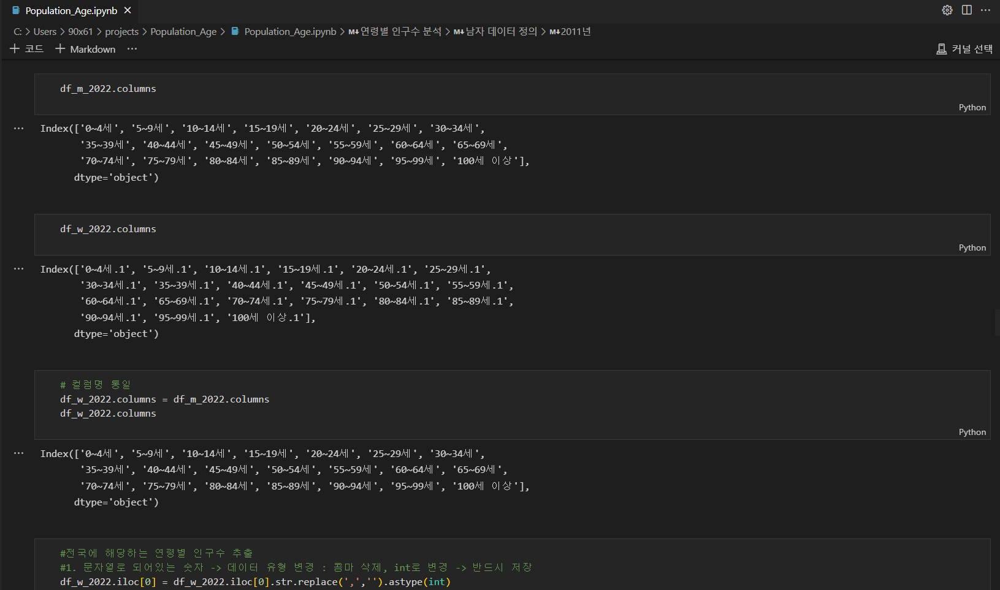 Population_Age.ipynb
C: > Users > 90x61 > projects > Population_Age > Population_Age.ipynb > M↓연령별 인구수 분석 > M↓남자 데이터 정의 > M↓2011년
+ 코드 + Markdown ···
커널 선택
df_m_2022.columns
Python
Index(['0~4세', '5~9세', '10~14세', '15~19세', '20~24세', '25~29세', '30~34세',
'35~39세', '40~44세', '45~49세', '50~54세', '55~59세', '60~64세', '65~69세',
'70~74세', '75~79세', '80~84세', '85~89세', '90~94세', '95~99세', '100세 이상'],
dtype='object')
df_w_2022.columns
Python
Index(['0~4세.1', '5~9세.1', '10~14세.1', '15~19세.1', '20~24세.1', '25~29세.1',
'30~34세.1', '35~39세.1', '40~44세.1', '45~49세.1', '50~54세.1', '55~59세.1',
'60~64세.1', '65~69세.1', '70~74세.1', '75~79세.1', '80~84세.1', '85~89세.1',
'90~94세.1', '95~99세.1', '100세 이상.1'],
dtype='object')
# 컬럼명 통일
df_w_2022.columns = df_m_2022.columns
df_w_2022.columns
Python
Index(['0~4세', '5~9세', '10~14세', '15~19세', '20~24세', '25~29세', '30~34세',
'35~39세', '40~44세', '45~49세', '50~54세', '55~59세', '60~64세', '65~69세',
'70~74세', '75~79세', '80~84세', '85~89세', '90~94세', '95~99세', '100세 이상'],
dtype='object')
#전국에 해당하는 연령별 인구수 추출
#1. 문자열로 되어있는 숫자 -> 데이터 유형 변경 : 콤마 삭제, int로 변경 -> 반드시 저장
df_w_2022.iloc[0] = df_w_2022.iloc[0].str.replace(',','').astype(int)